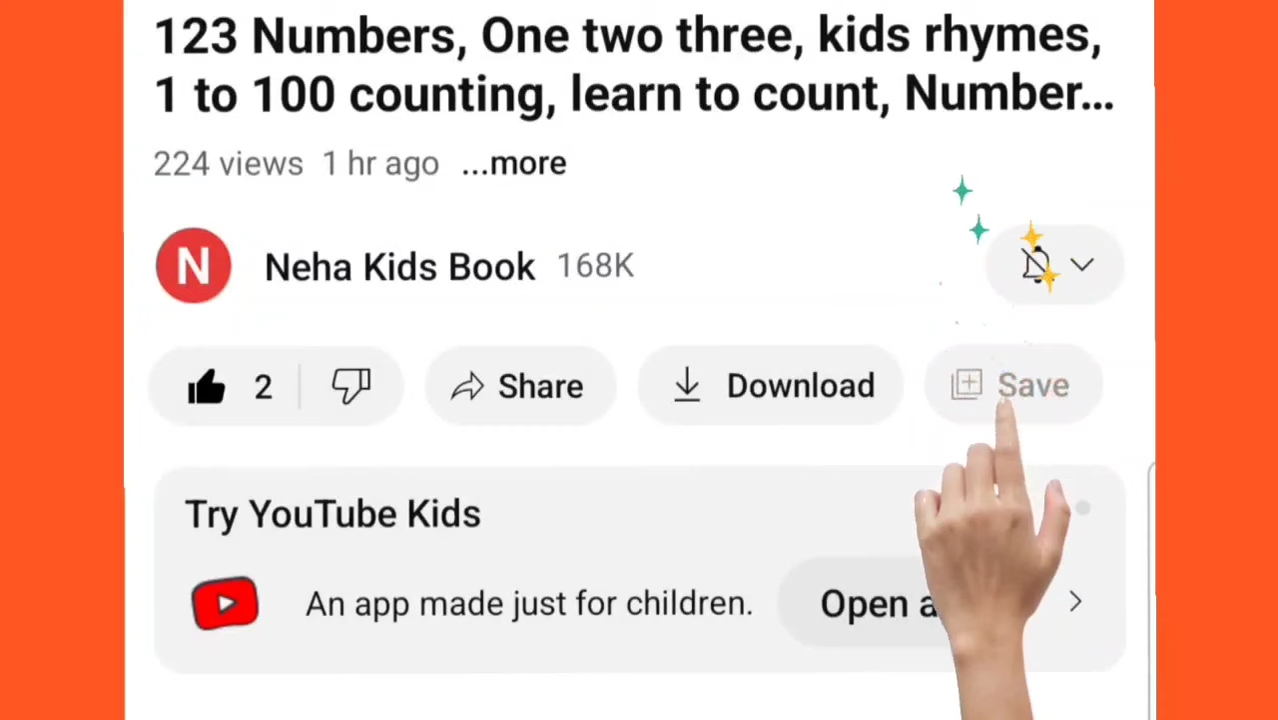 123 Numbers, One two three, kids rhymes,
1 to 100 counting, learn to count, Number...
224 views 1 hr ago ...more
N Neha Kids Book 168K
2 Share Download Save
Try YouTube Kids
An app made just for children. Open a